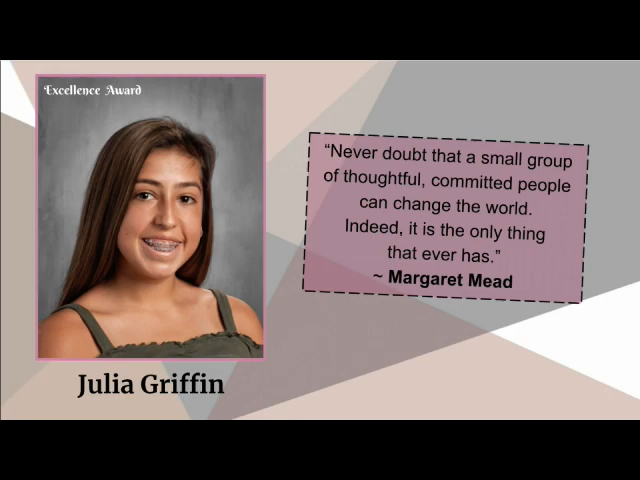 Excellence Award
“Never doubt that a small group
of thoughtful, committed people
can change the world.
Indeed, it is the only thing
that ever has.”
~ Margaret Mead
Julia Griffin